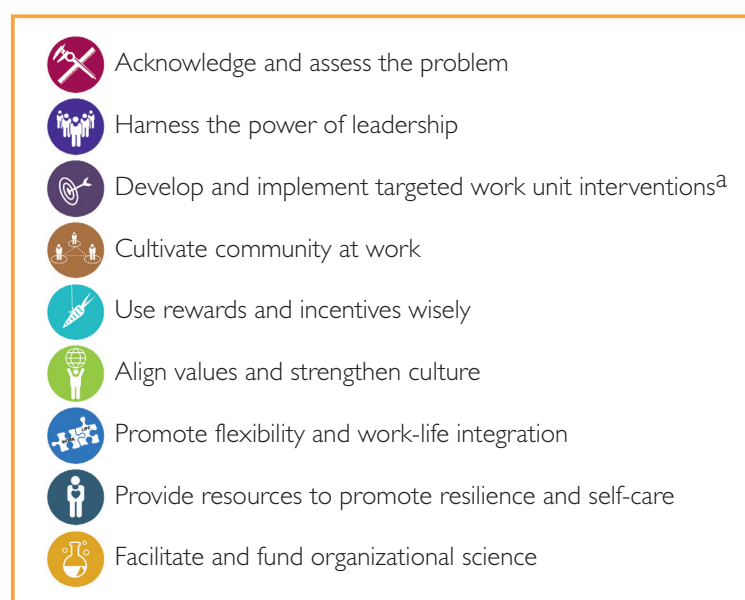 Acknowledge and assess the problem
Harness the power of leadership
Develop and implement targeted work unit interventionsa
Cultivate community at work
Use rewards and incentives wisely
Align values and strengthen culture
Promote flexibility and work-life integration
Provide resources to promote resilience and self-care
Facilitate and fund organizational science